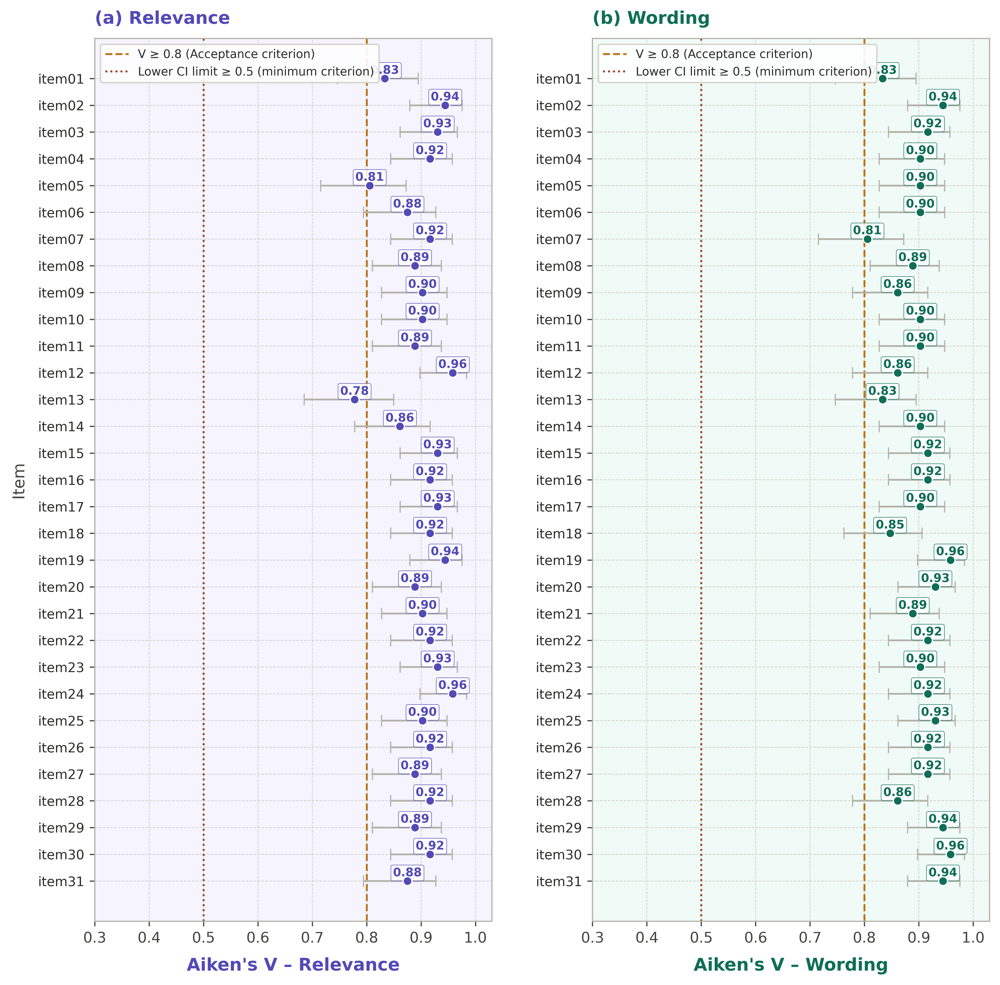 (a) Relevance
V ≥ 0.8 (Acceptance criterion)
Lower CI limit ≥ 0.5 (minimum criterion)
Item
item01
.83
item02
0.94
item03
0.93
item04
0.92
item05
0.81
item06
0.88
item07
0.92
item08
0.89
item09
0.90
item10
0.90
item11
0.89
item12
0.96
item13
0.78
item14
0.86
item15
0.93
item16
0.92
item17
0.93
item18
0.92
item19
0.94
item20
0.89
item21
0.90
item22
0.92
item23
0.93
item24
0.96
item25
0.90
item26
0.92
item27
0.89
item28
0.92
item29
0.89
item30
0.92
item31
0.88
0.3 0.4 0.5 0.6 0.7 0.8 0.9 1.0
Aiken's V – Relevance
(b) Wording
V ≥ 0.8 (Acceptance criterion)
Lower CI limit ≥ 0.5 (minimum criterion)
item01
.83
item02
0.94
item03
0.92
item04
0.90
item05
0.90
item06
0.90
item07
0.81
item08
0.89
item09
0.86
item10
0.90
item11
0.90
item12
0.86
item13
0.83
item14
0.90
item15
0.92
item16
0.92
item17
0.90
item18
0.85
item19
0.96
item20
0.93
item21
0.89
item22
0.92
item23
0.90
item24
0.92
item25
0.93
item26
0.92
item27
0.92
item28
0.86
item29
0.94
item30
0.96
item31
0.94
0.3 0.4 0.5 0.6 0.7 0.8 0.9 1.0
Aiken's V – Wording